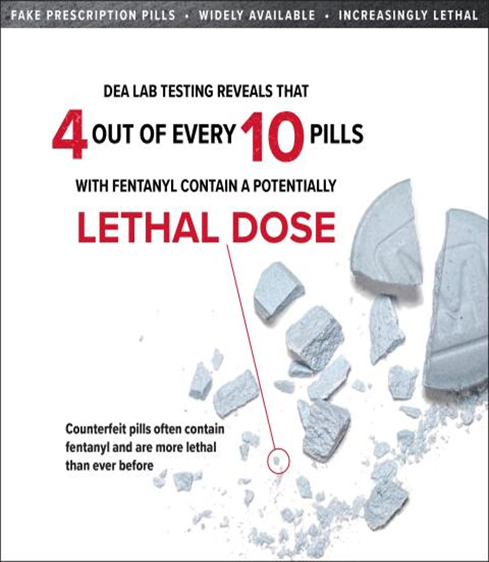 FAKE PRESCRIPTION PILLS • WIDELY AVAILABLE • INCREASINGLY LETHAL
DEA LAB TESTING REVEALS THAT
4 OUT OF EVERY 10 PILLS
WITH FENTANYL CONTAIN A POTENTIALLY
LETHAL DOSE
Counterfeit pills often contain
fentanyl and are more lethal
than ever before